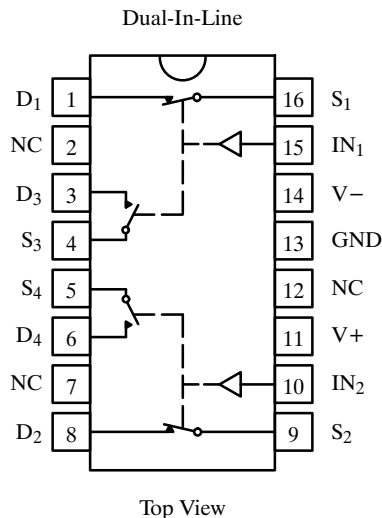 Dual-In-Line
D1 1 16 S1
NC 2 15 IN1
D3 3 14 V−
S3 4 13 GND
S4 5 12 NC
D4 6 11 V+
NC 7 10 IN2
D2 8 9 S2
Top View